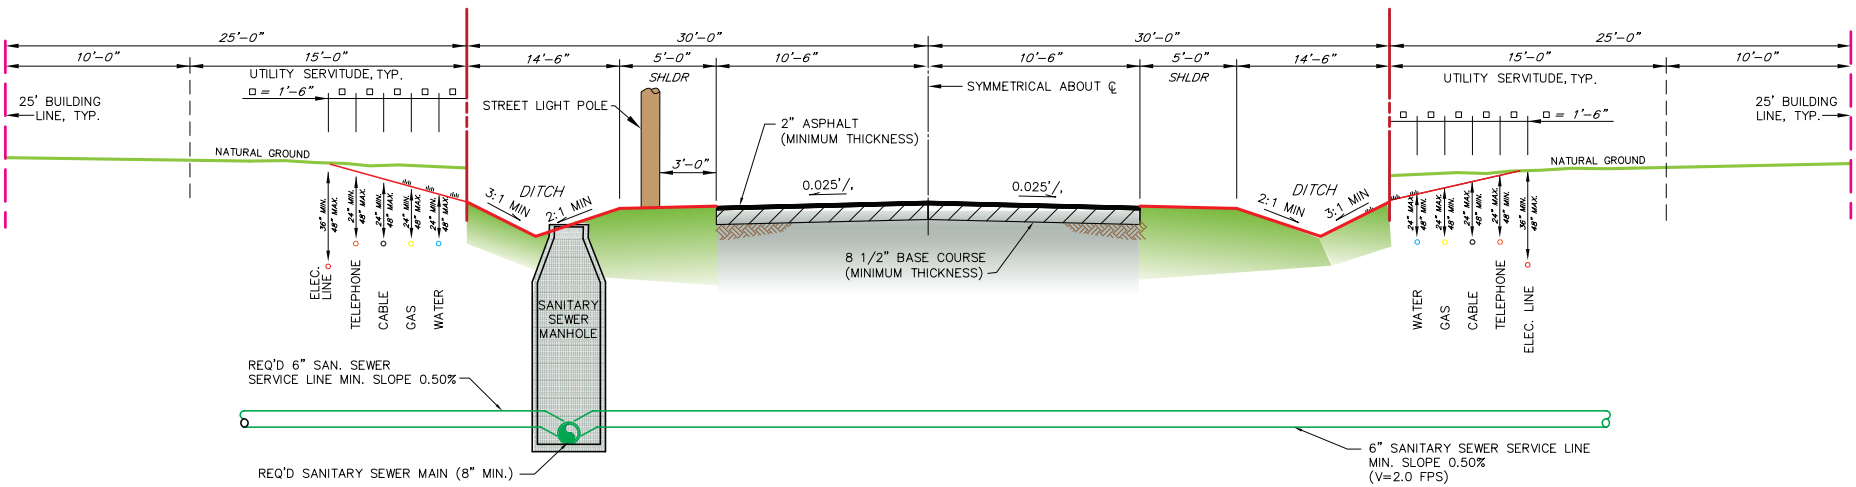 25'-0"
30'-0"
30'-0"
25'-0"
10'-0"
15'-0"
14'-6"
5'-0"
10'-6"
10'-6"
5'-0"
14'-6"
15'-0"
10'-0"
UTILITY SERVITUDE, TYP.
SHLDR
SHLDR
UTILITY SERVITUDE, TYP.
□ = 1'-6"
SYMMETRICAL ABOUT ℄
25' BUILDING
LINE, TYP.
STREET LIGHT POLE
25' BUILDING
LINE, TYP.
□ = 1'-6"
2" ASPHALT
(MINIMUM THICKNESS)
NATURAL GROUND
3'-0"
NATURAL GROUND
DITCH
3:1 MIN
2:1 MIN
0.025'/,
0.025'/,
DITCH
2:1 MIN
3:1 MIN
36" MIN.
48" MAX.
24" MIN.
48" MAX.
24" MIN.
48" MAX.
24" MIN.
48" MAX.
24" MIN.
48" MAX.
24" MAX.
48" MIN.
24" MAX.
48" MIN.
24" MAX.
48" MIN.
24" MAX.
48" MIN.
36" MIN.
48" MAX.
8 1/2" BASE COURSE
(MINIMUM THICKNESS)
ELEC.
LINE
TELEPHONE
CABLE
GAS
WATER
SANITARY
SEWER
MANHOLE
WATER
GAS
CABLE
TELEPHONE
ELEC. LINE
REQ'D 6" SAN. SEWER
SERVICE LINE MIN. SLOPE 0.50%
REQ'D SANITARY SEWER MAIN (8" MIN.)
6" SANITARY SEWER SERVICE LINE
MIN. SLOPE 0.50%
(V=2.0 FPS)